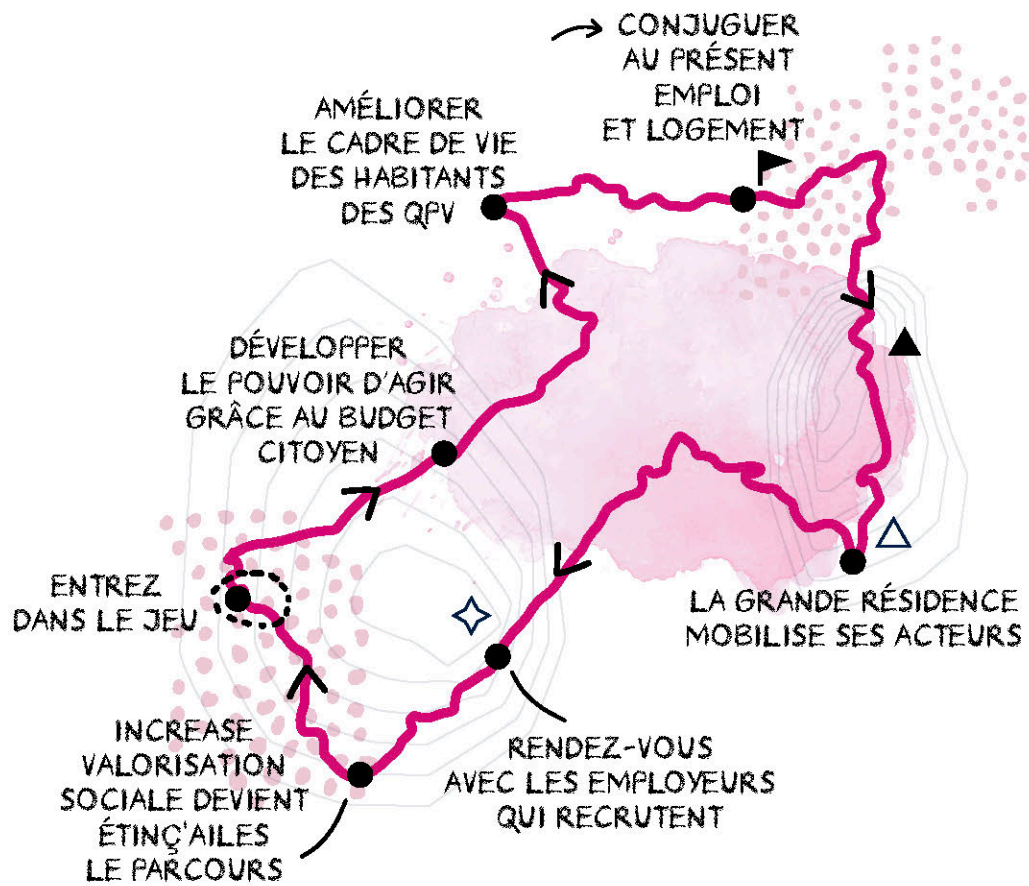 CONJUGUER
AU PRÉSENT
EMPLOI
ET LOGEMENT
AMÉLIORER
LE CADRE DE VIE
DES HABITANTS
DES QPV
DÉVELOPPER
LE POUVOIR D'AGIR
GRÂCE AU BUDGET
CITOYEN
ENTREZ
DANS LE JEU
LA GRANDE RÉSIDENCE
MOBILISE SES ACTEURS
INCREASE
VALORISATION
SOCIALE DEVIENT
ÉTINÇ'AILES
LE PARCOURS
RENDEZ-VOUS
AVEC LES EMPLOYEURS
QUI RECRUTENT